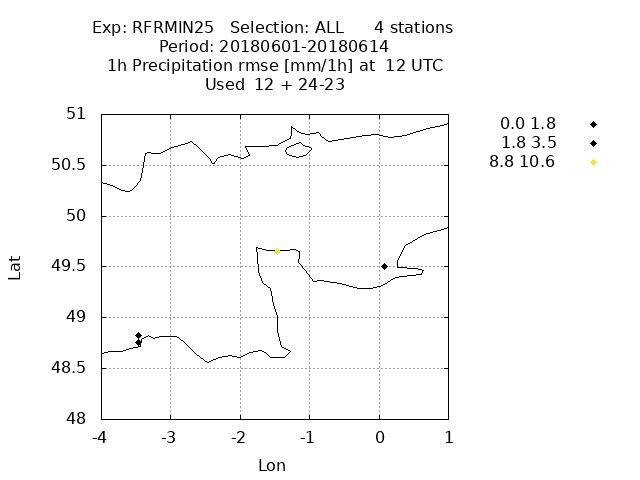 Exp: RFRMIN25   Selection: ALL      4 stations
Period: 20180601-20180614
1h Precipitation rmse [mm/1h] at  12 UTC
Used  12 + 24-23
0.0 1.8
1.8 3.5
8.8 10.6
51
50.5
50
49.5
49
48.5
48
Lat
-4
-3
-2
-1
0
1
Lon